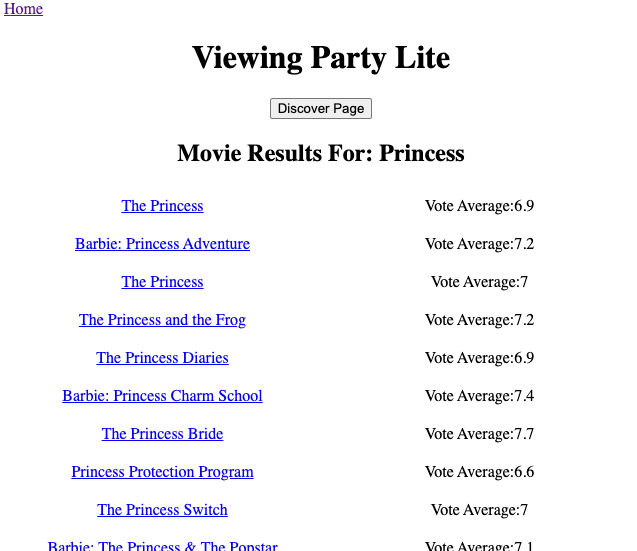 Home
Viewing Party Lite
Discover Page
Movie Results For: Princess
The Princess Vote Average:6.9
Barbie: Princess Adventure Vote Average:7.2
The Princess Vote Average:7
The Princess and the Frog Vote Average:7.2
The Princess Diaries Vote Average:6.9
Barbie: Princess Charm School Vote Average:7.4
The Princess Bride Vote Average:7.7
Princess Protection Program Vote Average:6.6
The Princess Switch Vote Average:7
Barbie: The Princess & The Popstar Vote Average:7.1